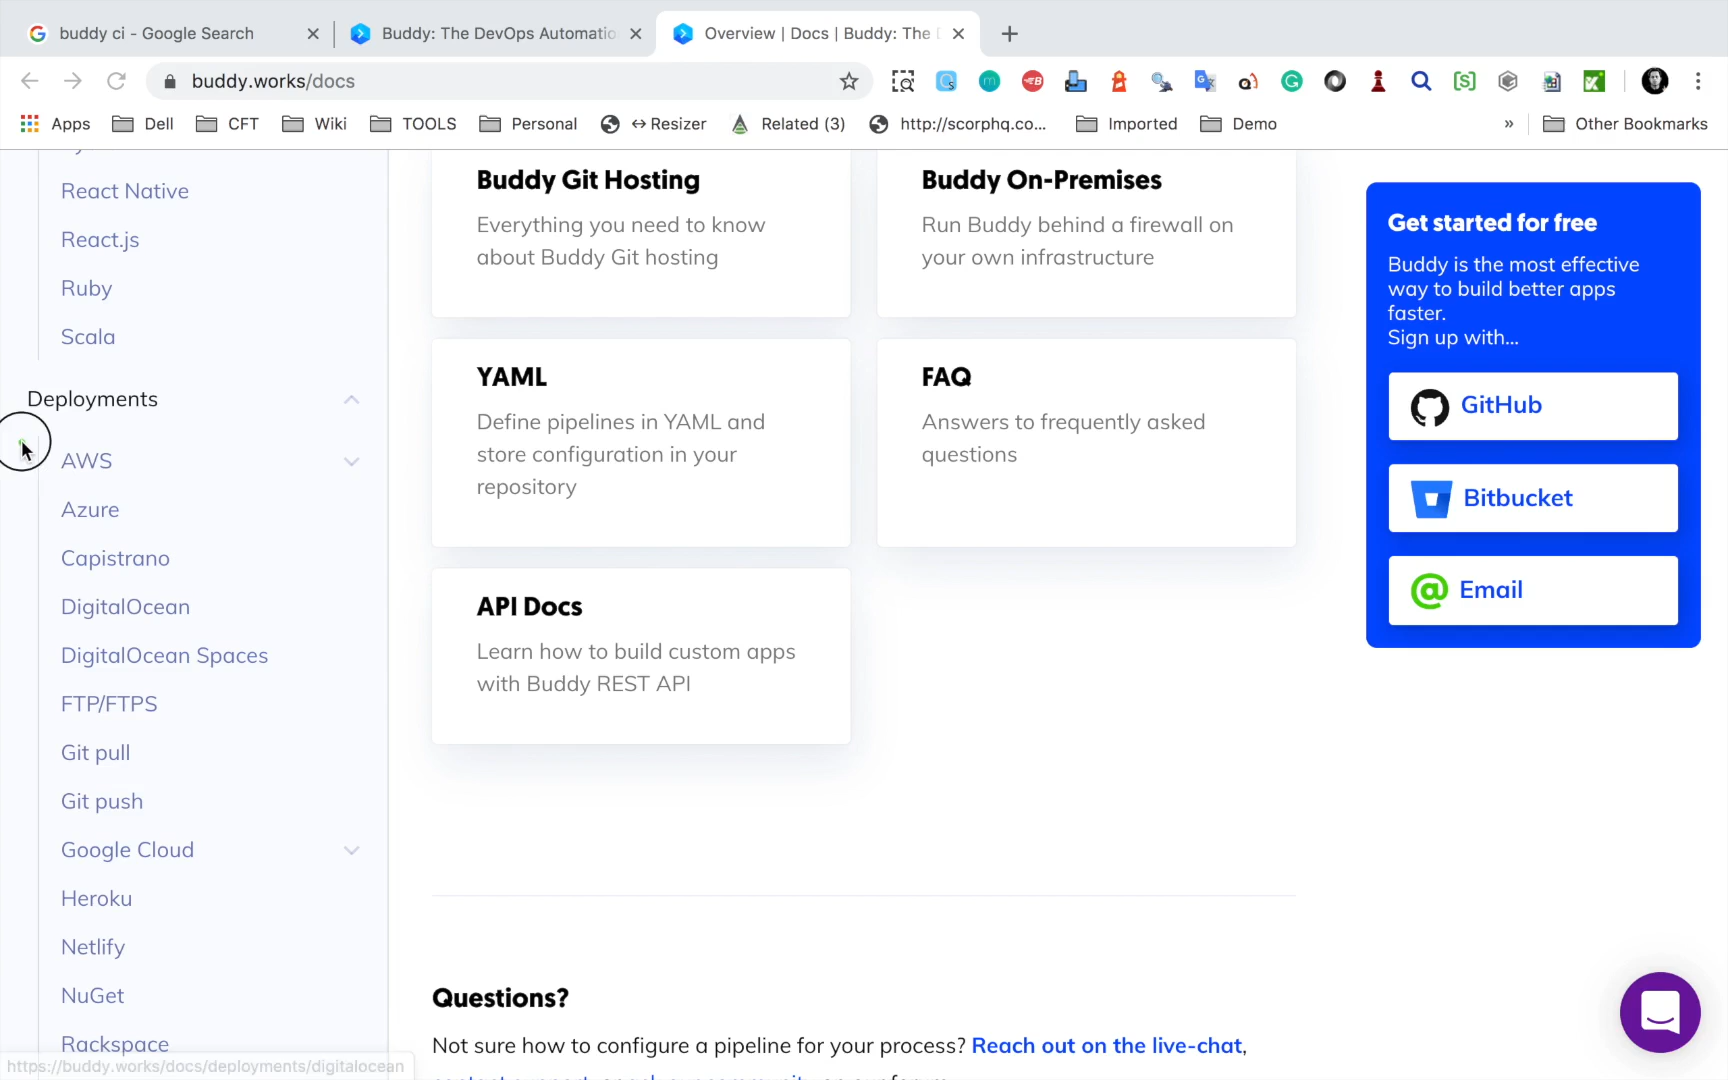 buddy ci - Google Search
Buddy: The DevOps Automatio
Overview | Docs | Buddy: The
buddy.works/docs
Apps
Dell
CFT
Wiki
TOOLS
Personal
↔ Resizer
Related (3)
http://scorphq.co...
Imported
Demo
»
Other Bookmarks
React Native
React.js
Ruby
Scala
Deployments
AWS
Azure
Capistrano
DigitalOcean
DigitalOcean Spaces
FTP/FTPS
Git pull
Git push
Google Cloud
Heroku
Netlify
NuGet
Rackspace
https://buddy.works/docs/deployments/digitalocean
Buddy Git Hosting
Everything you need to know
about Buddy Git hosting
Buddy On-Premises
Run Buddy behind a firewall on
your own infrastructure
YAML
Define pipelines in YAML and
store configuration in your
repository
FAQ
Answers to frequently asked
questions
API Docs
Learn how to build custom apps
with Buddy REST API
Questions?
Not sure how to configure a pipeline for your process? Reach out on the live-chat,
Get started for free
Buddy is the most effective
way to build better apps
faster.
Sign up with...
GitHub
Bitbucket
Email